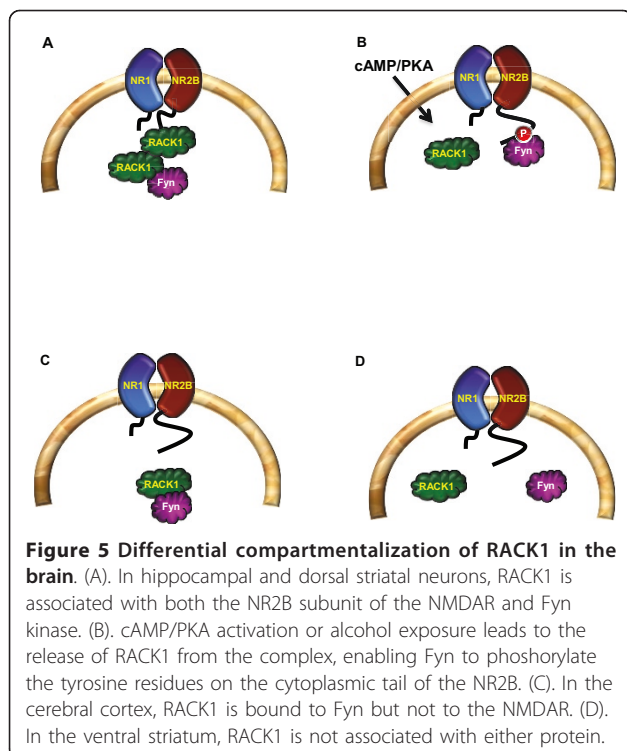 A
B
cAMP/PKA
NR1 NR2B
NR1 NR2B
RACK1
P
RACK1
RACK1
Fyn
Fyn
C
D
NR1 NR2B
NR1 NR2B
RACK1
RACK1
Fyn
Fyn
Figure 5 Differential compartmentalization of RACK1 in the
brain. (A). In hippocampal and dorsal striatal neurons, RACK1 is
associated with both the NR2B subunit of the NMDAR and Fyn
kinase. (B). cAMP/PKA activation or alcohol exposure leads to the
release of RACK1 from the complex, enabling Fyn to phoshorylate
the tyrosine residues on the cytoplasmic tail of the NR2B. (C). In the
cerebral cortex, RACK1 is bound to Fyn but not to the NMDAR. (D).
In the ventral striatum, RACK1 is not associated with either protein.